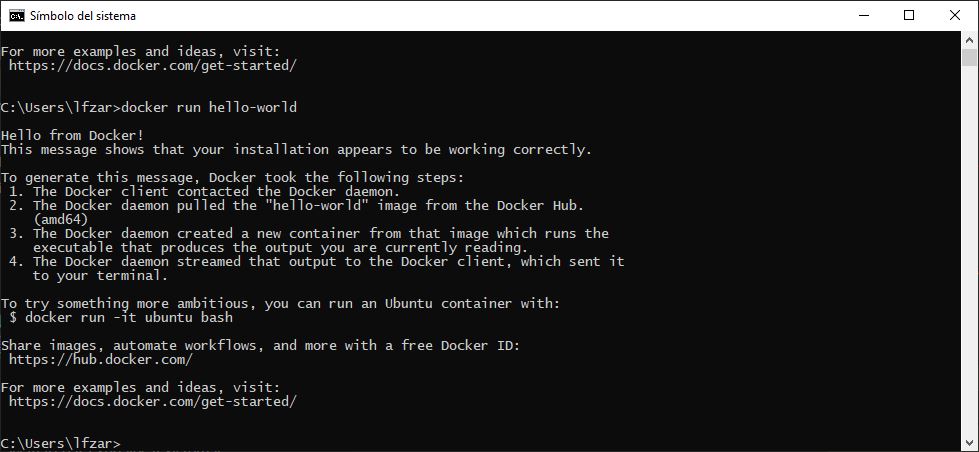 Símbolo del sistema
For more examples and ideas, visit:
 https://docs.docker.com/get-started/
C:\Users\lfzar>docker run hello-world
Hello from Docker!
This message shows that your installation appears to be working correctly.
To generate this message, Docker took the following steps:
 1. The Docker client contacted the Docker daemon.
 2. The Docker daemon pulled the "hello-world" image from the Docker Hub.
    (amd64)
 3. The Docker daemon created a new container from that image which runs the
    executable that produces the output you are currently reading.
 4. The Docker daemon streamed that output to the Docker client, which sent it
    to your terminal.
To try something more ambitious, you can run an Ubuntu container with:
 $ docker run -it ubuntu bash
Share images, automate workflows, and more with a free Docker ID:
 https://hub.docker.com/
For more examples and ideas, visit:
 https://docs.docker.com/get-started/
C:\Users\lfzar>